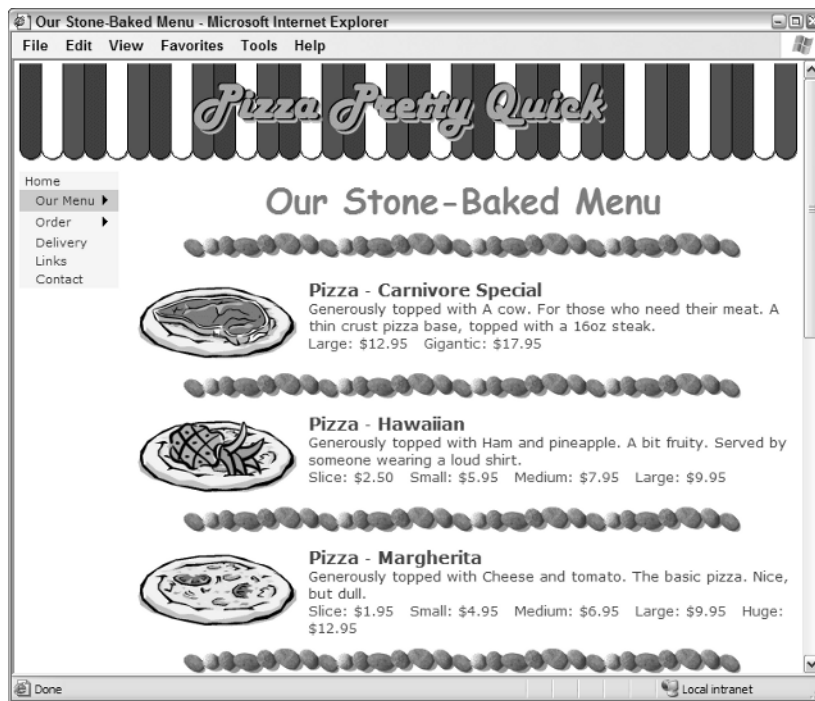 Our Stone-Baked Menu - Microsoft Internet Explorer
File Edit View Favorites Tools Help
Pizza Pretty Quick
Home
Our Menu
Order
Delivery
Links
Contact
Our Stone-Baked Menu
Pizza - Carnivore Special
Generously topped with A cow. For those who need their meat. A
thin crust pizza base, topped with a 16oz steak.
Large: $12.95 Gigantic: $17.95
Pizza - Hawaiian
Generously topped with Ham and pineapple. A bit fruity. Served by
someone wearing a loud shirt.
Slice: $2.50 Small: $5.95 Medium: $7.95 Large: $9.95
Pizza - Margherita
Generously topped with Cheese and tomato. The basic pizza. Nice,
but dull.
Slice: $1.95 Small: $4.95 Medium: $6.95 Large: $9.95 Huge:
$12.95
Done
Local intranet